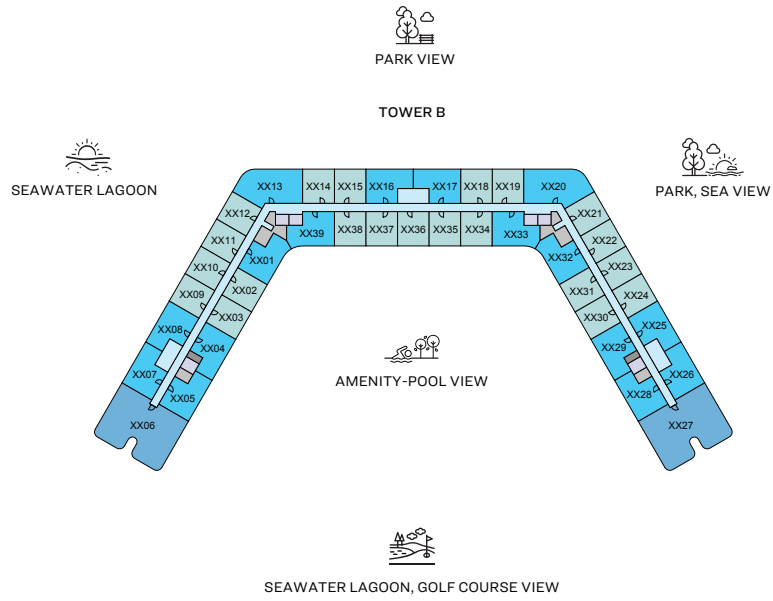 PARK VIEW
TOWER B
SEAWATER LAGOON
PARK, SEA VIEW
XX13
XX14
XX15
XX16
XX17
XX18
XX19
XX20
XX12
XX21
XX39
XX38
XX37
XX36
XX35
XX34
XX33
XX11
XX22
XX01
XX32
XX10
XX23
XX02
XX31
XX09
XX24
XX03
XX30
XX08
XX25
XX04
XX29
XX07
XX26
XX05
XX28
XX06
XX27
AMENITY-POOL VIEW
SEAWATER LAGOON, GOLF COURSE VIEW